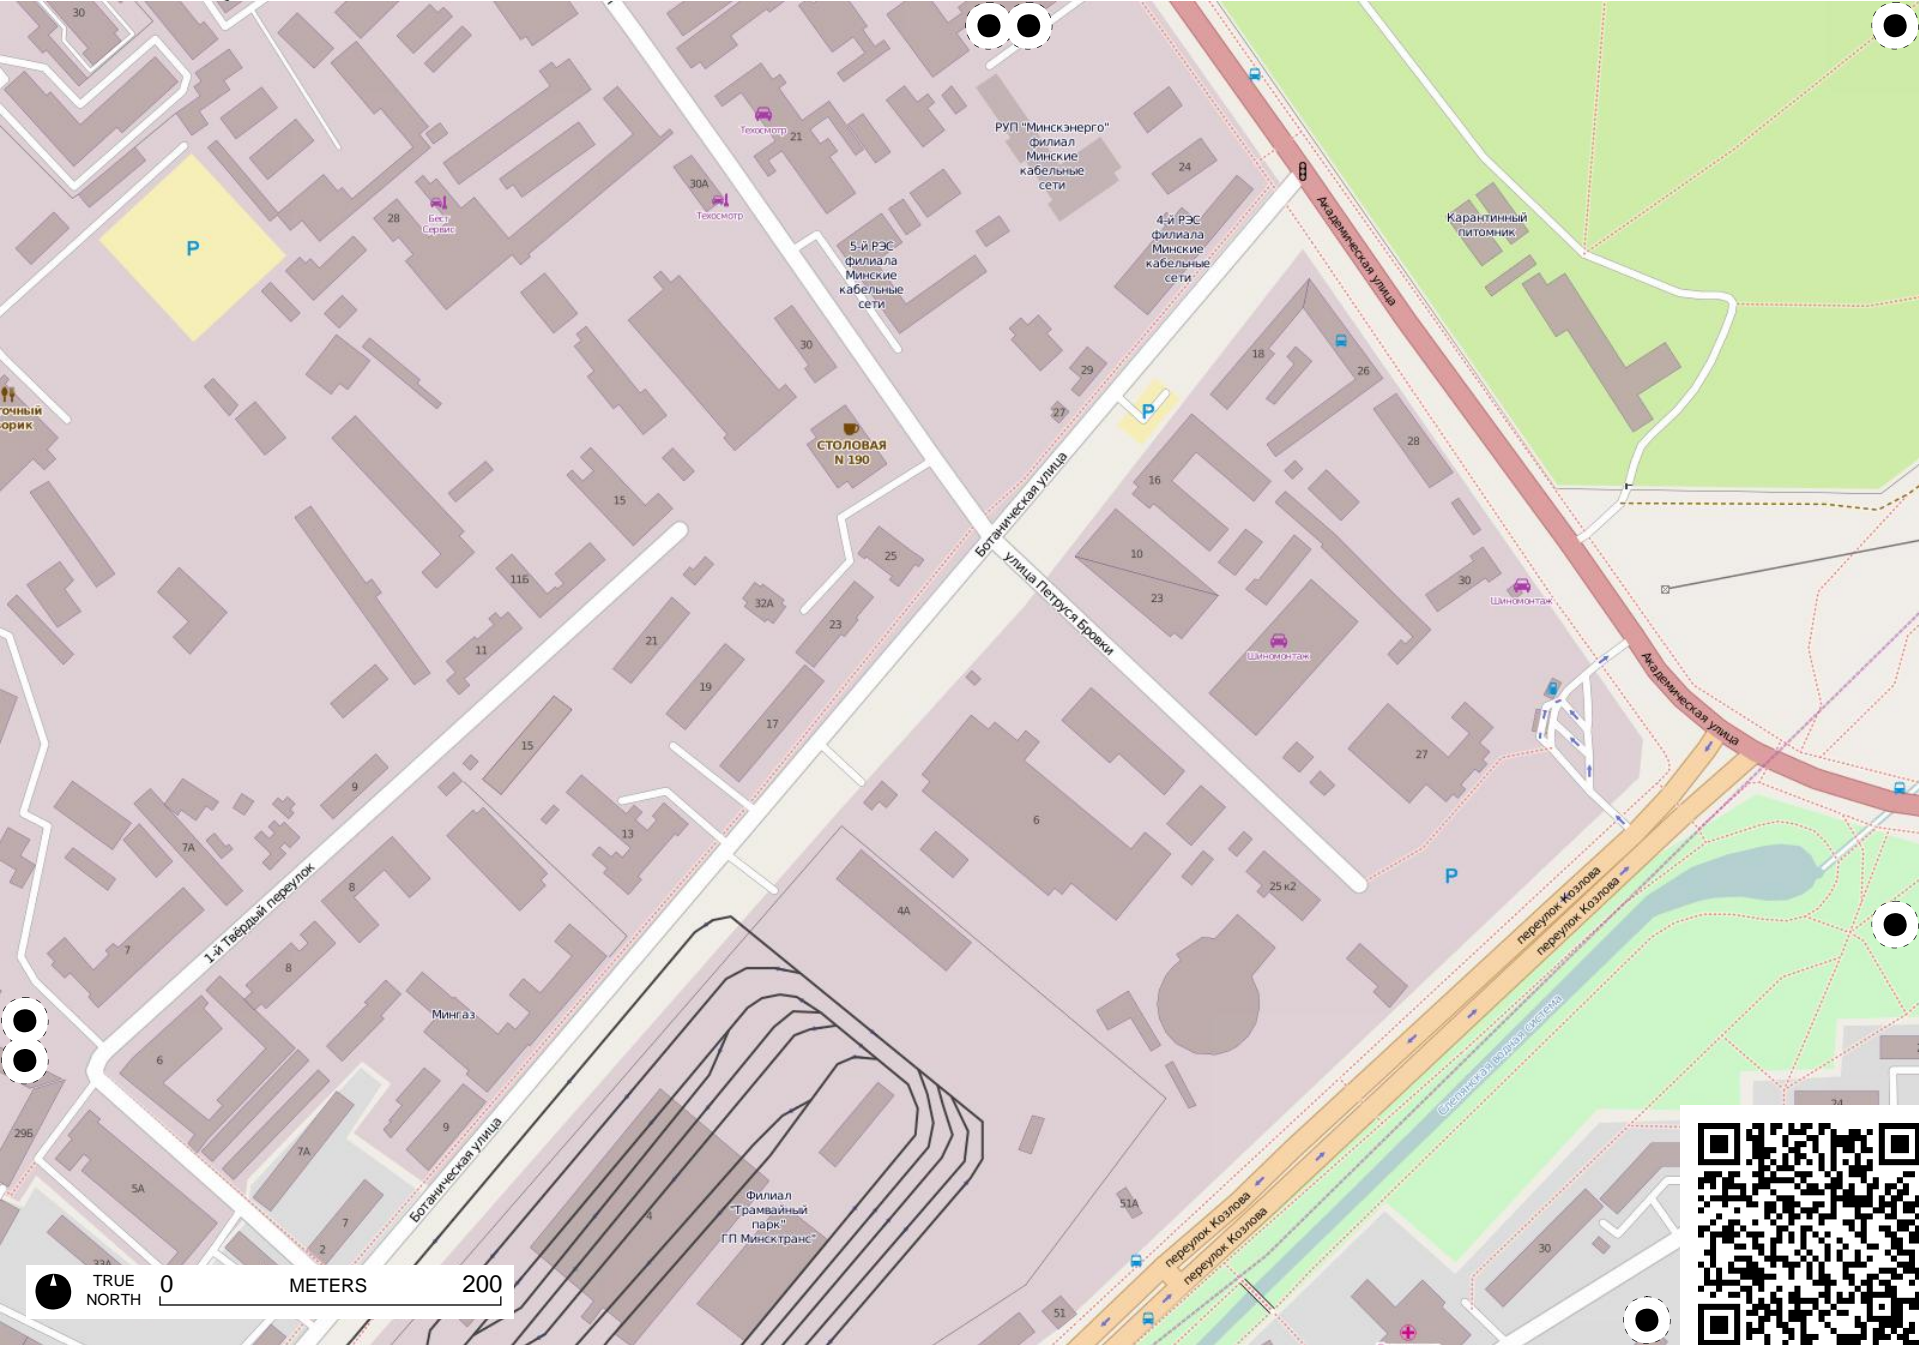 30
Техосмотр
21
РУП "Минскэнерго"
филиал
Минские
кабельные
сети
24
30А
Техосмотр
28
Бест
Сервис
P
5-й РЭС
филиала
Минские
кабельные
сети
4-й РЭС
филиала
Минские
кабельные
сети
Академическая улица
Карантинный
питомник
30
18
26
29
27
P
28
СТОЛОВАЯ
N 190
Ботаническая улица
16
15
25
10
23
улица Петруся Бровки
30
Шиномонтаж
11Б
32А
23
21
11
19
17
Шиномонтаж
Академическая улица
15
27
9
13
6
7А
8
25 к2
P
1-й Твёрдый переулок
4А
переулок Козлова
переулок Козлова
7
8
Мингаз
6
Слепянская водная система
29Б
9
7А
5А
Ботаническая улица
7
2
4
Филиал
"Трамвайный
парк"
ГП Минсктранс"
51А
переулок Козлова
переулок Козлова
24
30
51
33А
TRUE
NORTH
0 METERS 200